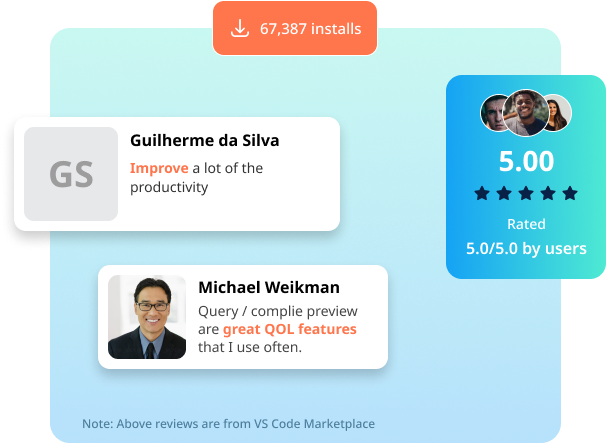 67,387 installs
Guilherme da Silva
GS
Improve a lot of the
productivity
5.00
Rated
5.0/5.0 by users
Michael Weikman
Query / complie preview
are great QOL features
that I use often.
Note: Above reviews are from VS Code Marketplace